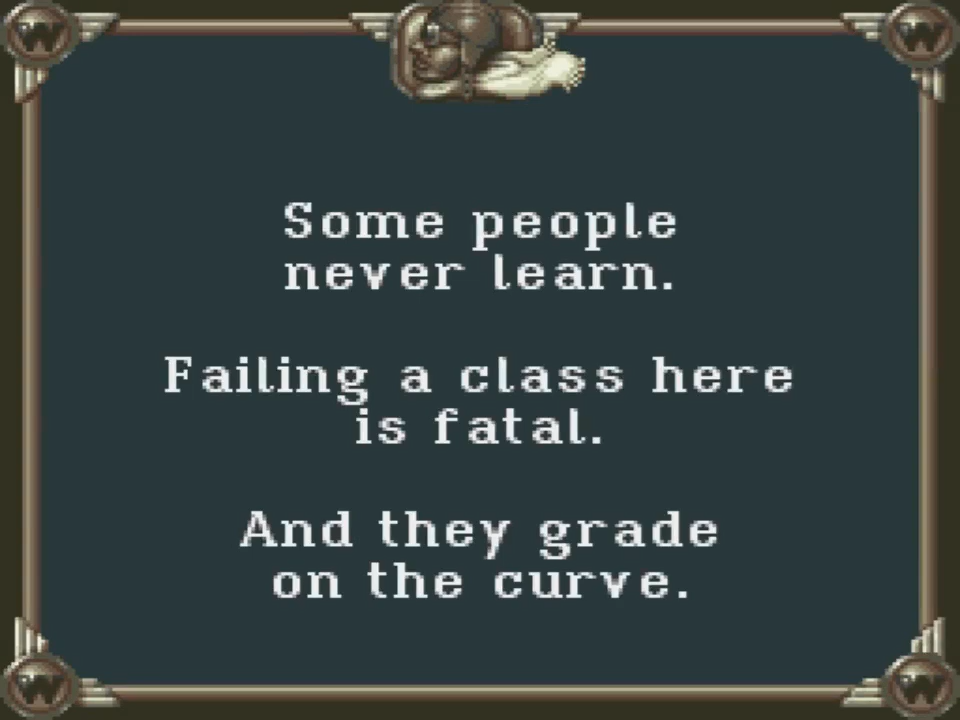 Some people
never learn.
Failing a class here
is fatal.
And they grade
on the curve.